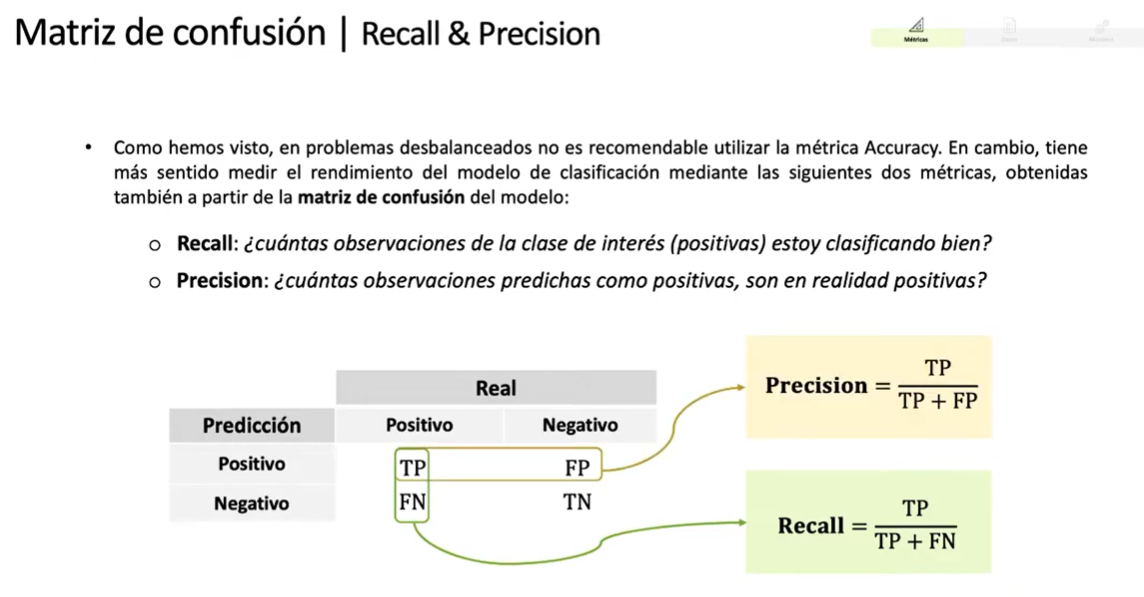 Matriz de confusión | Recall & Precision
Métricas
• Como hemos visto, en problemas desbalanceados no es recomendable utilizar la métrica Accuracy. En cambio, tiene
más sentido medir el rendimiento del modelo de clasificación mediante las siguientes dos métricas, obtenidas
también a partir de la matriz de confusión del modelo:
o Recall: ¿cuántas observaciones de la clase de interés (positivas) estoy clasificando bien?
o Precision: ¿cuántas observaciones predichas como positivas, son en realidad positivas?
Real
Predicción Positivo Negativo
Positivo TP FP
Negativo FN TN
Precision = TP / TP + FP
Recall = TP / TP + FN